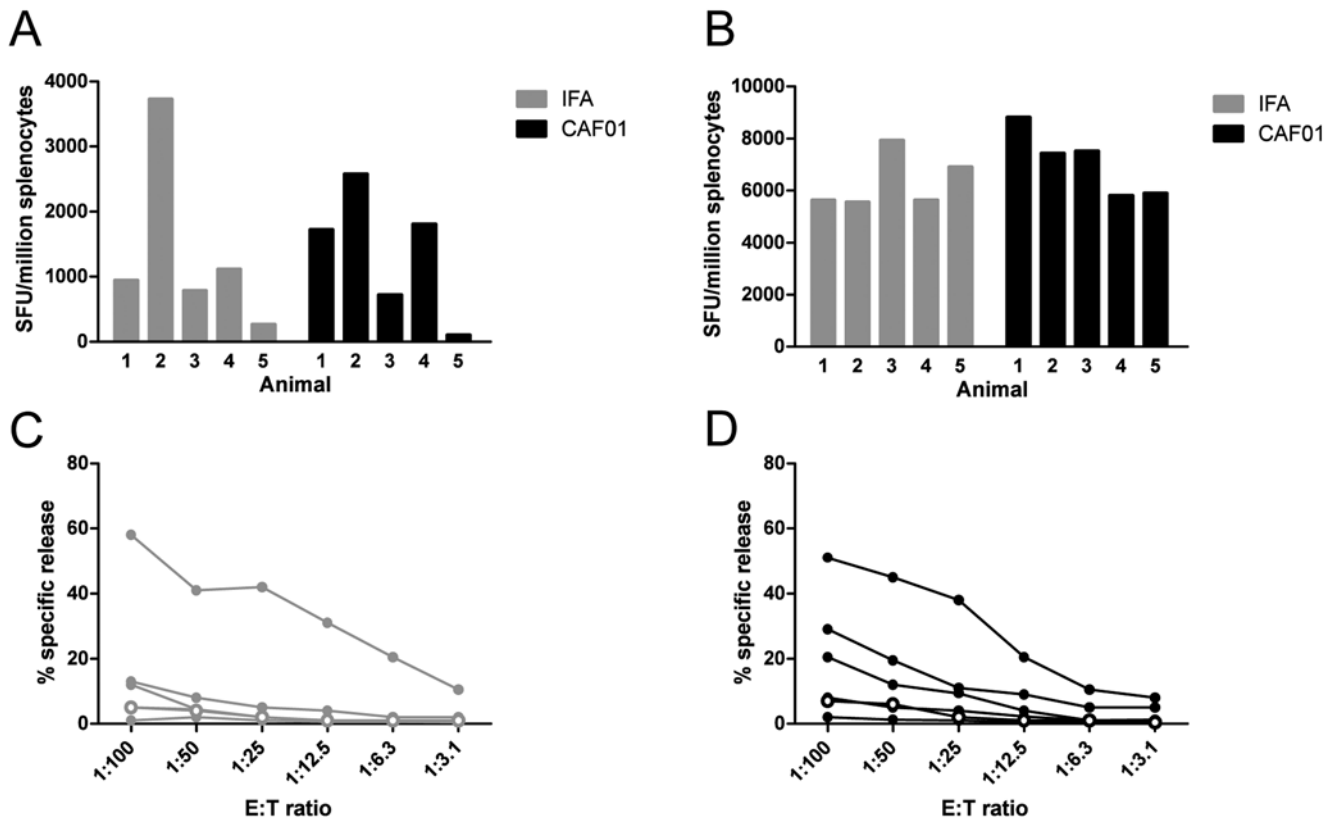 A
SFU/million splenocytes
4000
3000
2000
1000
0
1 2 3 4 5 1 2 3 4 5
Animal
IFA
CAF01
B
SFU/million splenocytes
10000
8000
6000
4000
2000
0
1 2 3 4 5 1 2 3 4 5
Animal
IFA
CAF01
C
% specific release
80
60
40
20
0
1:100 1:50 1:25 1:12.5 1:6.3 1:3.1
E:T ratio
D
% specific release
80
60
40
20
0
1:100 1:50 1:25 1:12.5 1:6.3 1:3.1
E:T ratio